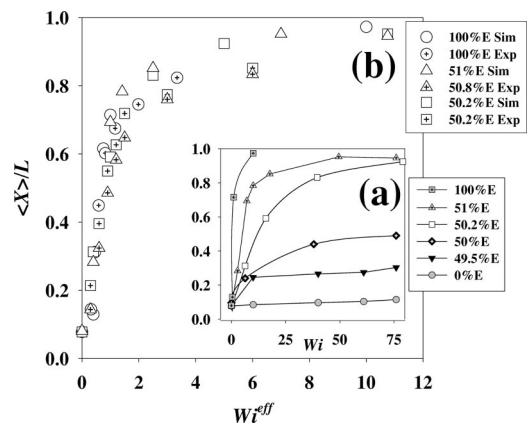 1.0
0.8
0.6
0.4
0.2
0.0
<X>/L
0 2 4 6 8 10 12
Wi^eff
(b)
100%E Sim
100%E Exp
51%E Sim
50.8%E Exp
50.2%E Sim
50.2%E Exp
(a)
1.0
0.8
0.6
0.4
0.2
0.0
0 25 50 75
Wi
100%E
51%E
50.2%E
50%E
49.5%E
0%E